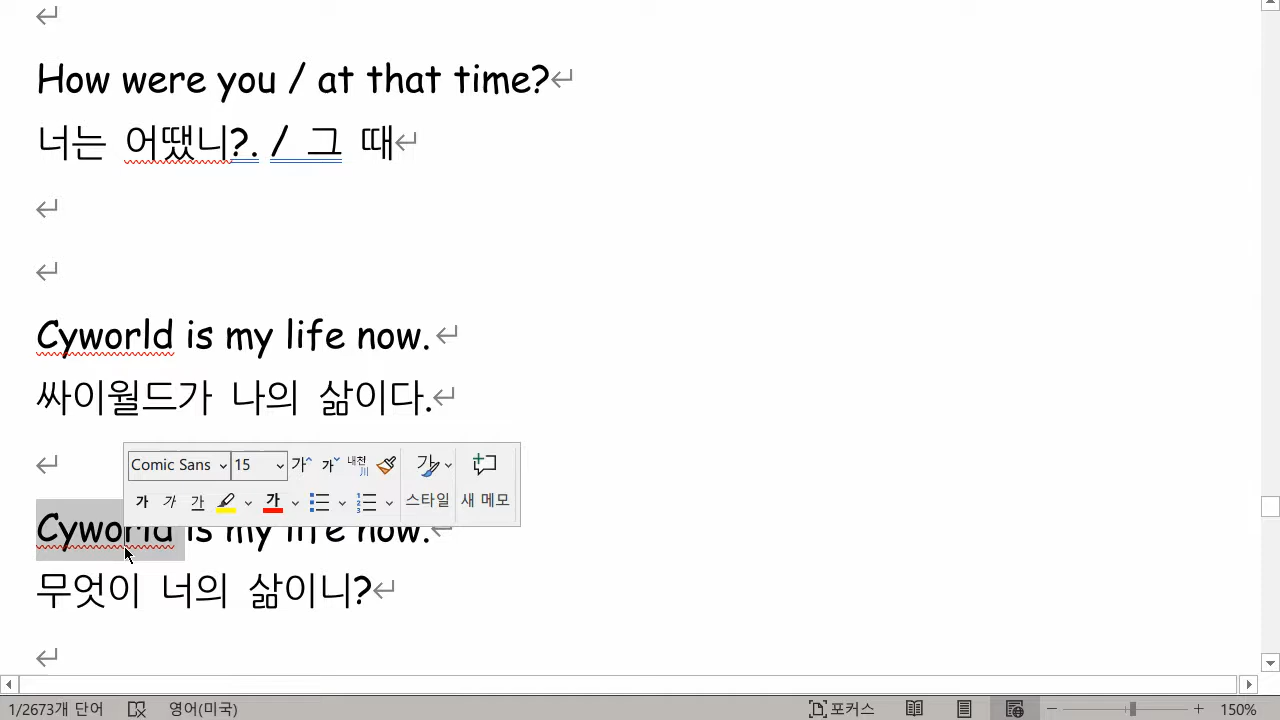 How were you / at that time?
너는 어땠니?. / 그 때
Cyworld is my life now.
싸이월드가 나의 삶이다.
Comic Sans 15 가 가 내천川 가
가 가 가 가 스타일 새 메모
Cyworld is my life now.
무엇이 너의 삶이니?
1/2673개 단어 영어(미국) 포커스 150%